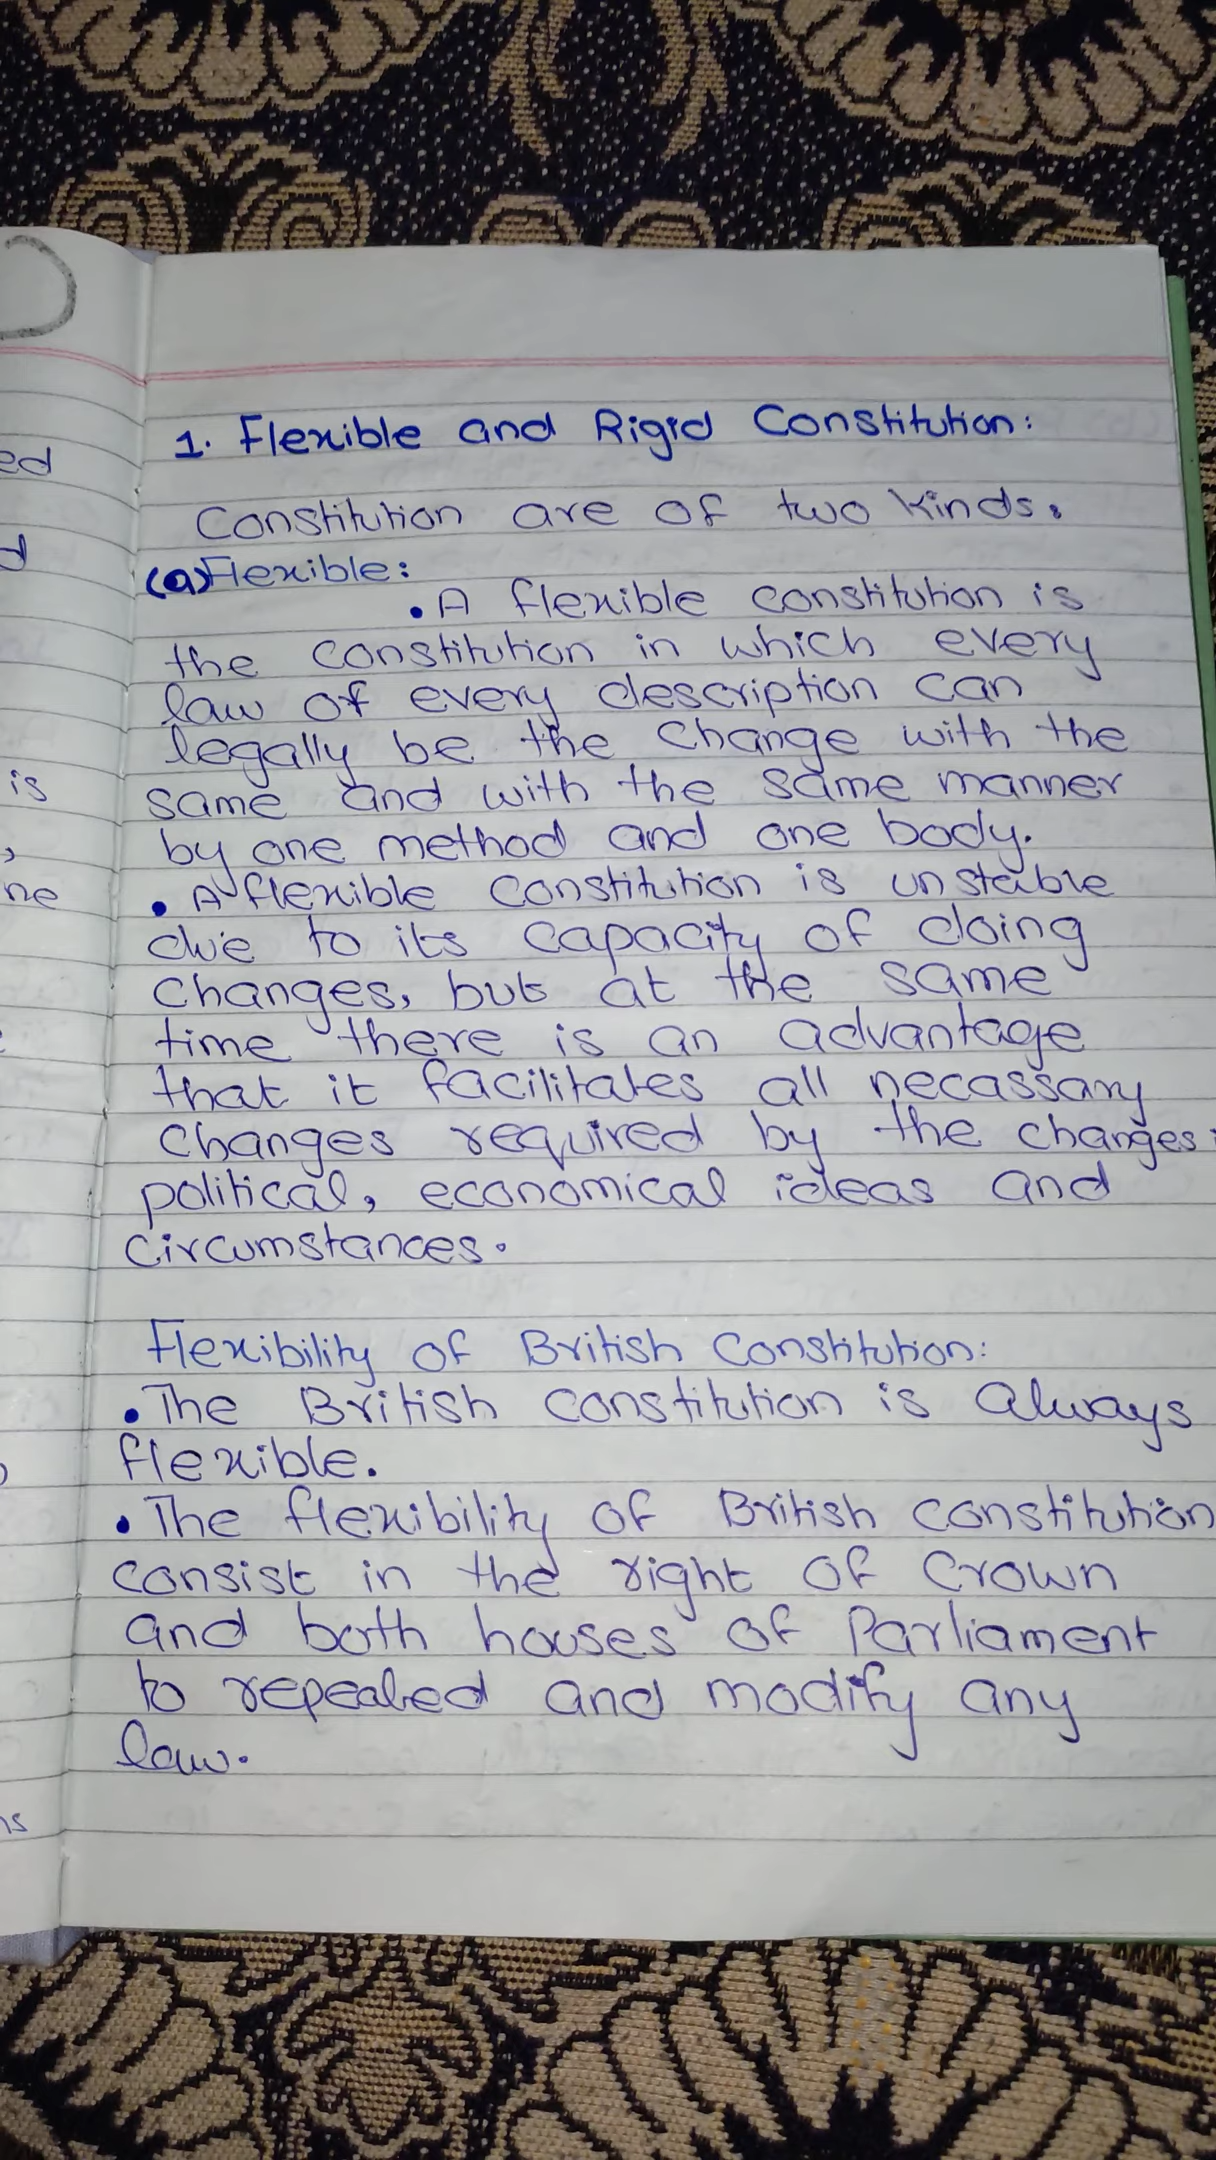 1. Flexible and Rigid Constitution:
Constitution are of two kinds.
(a) Flexible:
• A flexible constitution is
the constitution in which every
law of every description can
legally be the change with the
same and with the same manner
by one method and one body.
• A flexible constitution is unstable
due to its capacity of doing
changes, but at the same
time there is an advantage
that it facilitates all necassary
changes required by the changes
political, economical ideas and
circumstances.
Flexibility of British Constitution:
• The British constitution is always
flexible.
• The flexibility of British constitution
consist in the right of Crown
and both houses of Parliament
to repealed and modify any
law.
ed
d
is
,
ne
ns